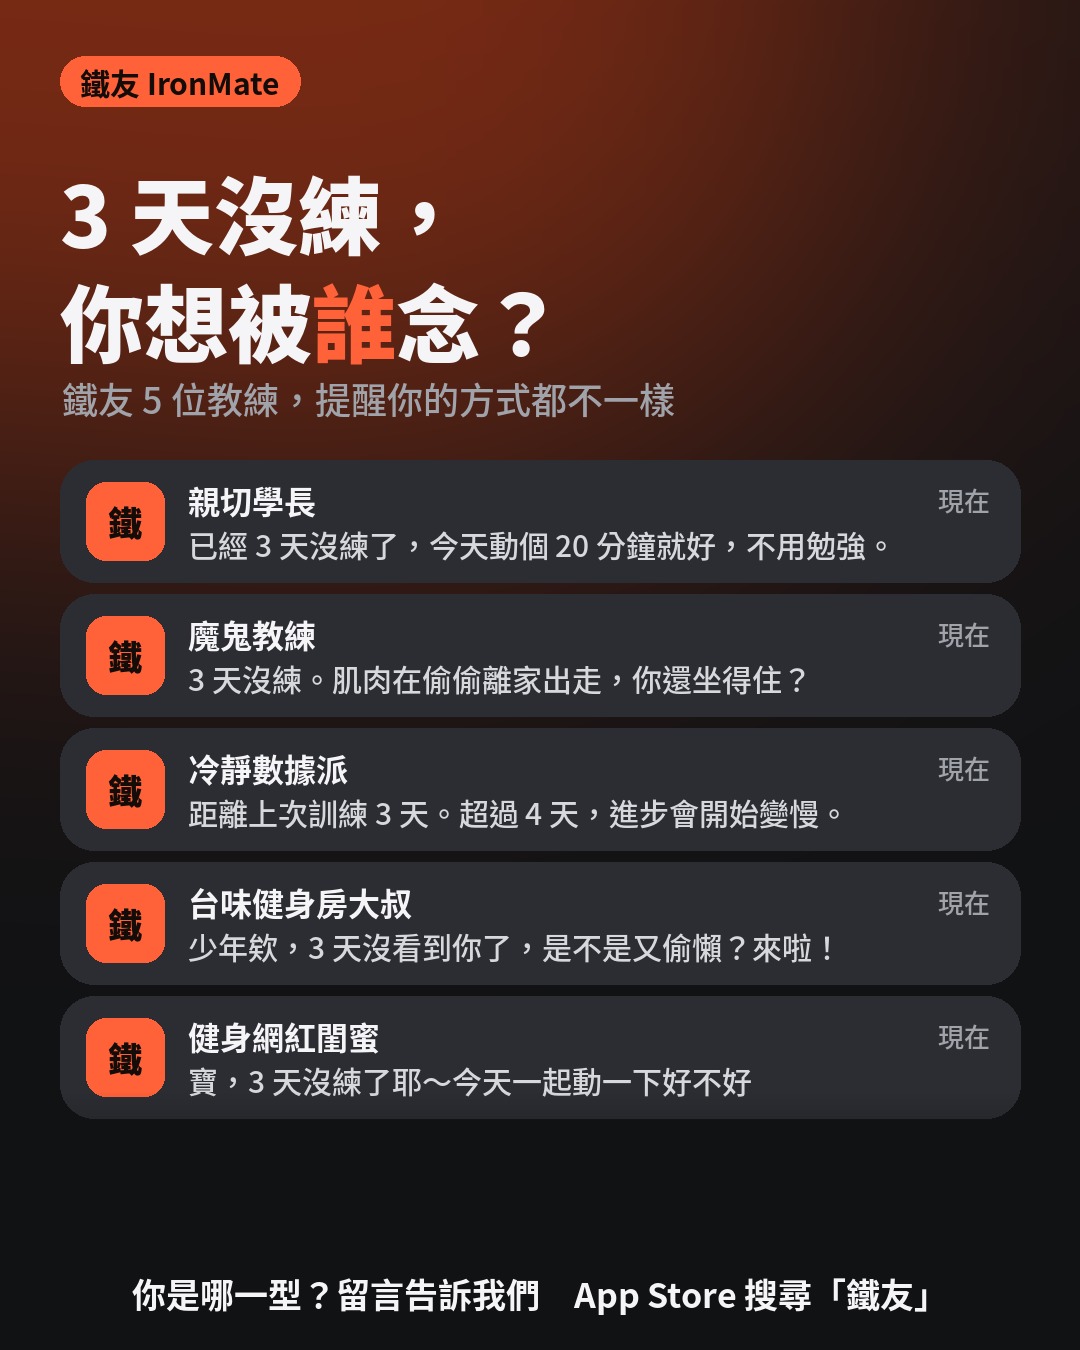 鐵友 IronMate
3 天沒練，
你想被誰念？
鐵友 5 位教練，提醒你的方式都不一樣
鐵
親切學長
現在
已經 3 天沒練了，今天動個 20 分鐘就好，不用勉強。
鐵
魔鬼教練
現在
3 天沒練。肌肉在偷偷離家出走，你還坐得住？
鐵
冷靜數據派
現在
距離上次訓練 3 天。超過 4 天，進步會開始變慢。
鐵
台味健身房大叔
現在
少年欸，3 天沒看到你了，是不是又偷懶？來啦！
鐵
健身網紅閨蜜
現在
寶，3 天沒練了耶～今天一起動一下好不好
你是哪一型？留言告訴我們　App Store 搜尋「鐵友」